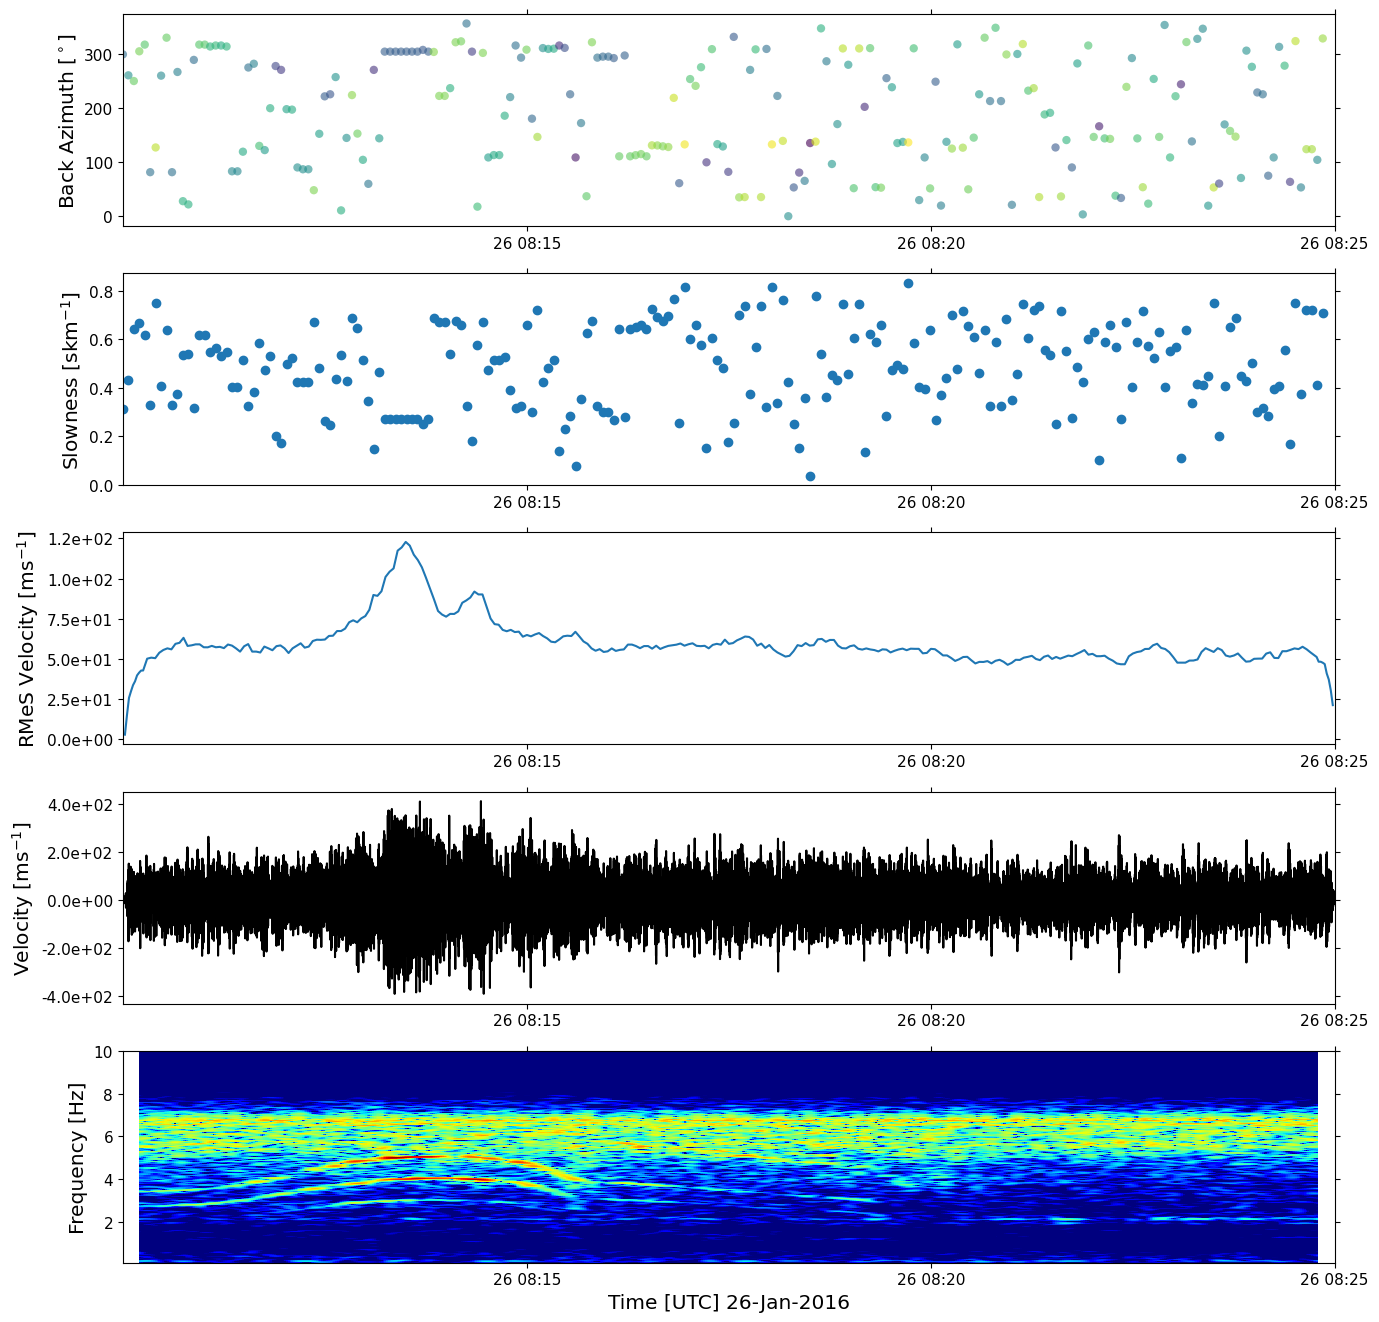 Back Azimuth [°]
300
200
100
0
26 08:15
26 08:20
26 08:25
Slowness [skm⁻¹]
0.8
0.6
0.4
0.2
0.0
26 08:15
26 08:20
26 08:25
RMeS Velocity [ms⁻¹]
1.2e+02
1.0e+02
7.5e+01
5.0e+01
2.5e+01
0.0e+00
26 08:15
26 08:20
26 08:25
Velocity [ms⁻¹]
4.0e+02
2.0e+02
0.0e+00
-2.0e+02
-4.0e+02
26 08:15
26 08:20
26 08:25
Frequency [Hz]
10
8
6
4
2
26 08:15
26 08:20
26 08:25
Time [UTC] 26-Jan-2016